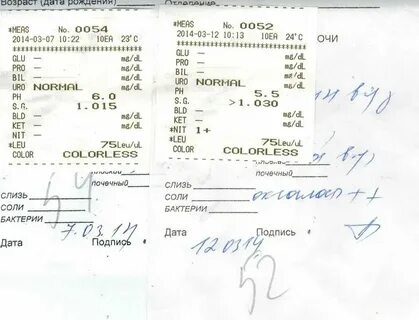 Возраст (дата рождения)
Отделение
*MEAS No. 0054
2014-03-07 10:22 10EA 23°C
GLU — mg/dL
PRO — mg/dL
BIL — mg/dL
URO NORMAL mg/dL
PH 6.0
S.G. 1.015
BLD — mg/dL
KET — mg/dL
*NIT —
*LEU 75Leu/uL
COLOR COLORLESS
почечный
СЛИЗЬ
СОЛИ
БАКТЕРИИ
Дата 7.03.14 Подпись
54
*MEAS No. 0052
2014-03-12 10:13 10EA 24°C
ОЧИ
GLU — mg/dL
PRO — mg/dL
BIL — mg/dL
URO NORMAL mg/dL
PH 5.5
S.G. >1.030
BLD — mg/dL
KET — mg/dL
*NIT 1+
*LEU 75Leu/uL
COLOR COLORLESS
почечный
СЛИЗЬ
СОЛИ ++
БАКТЕРИИ
Дата 12.03.14 Подпись
52